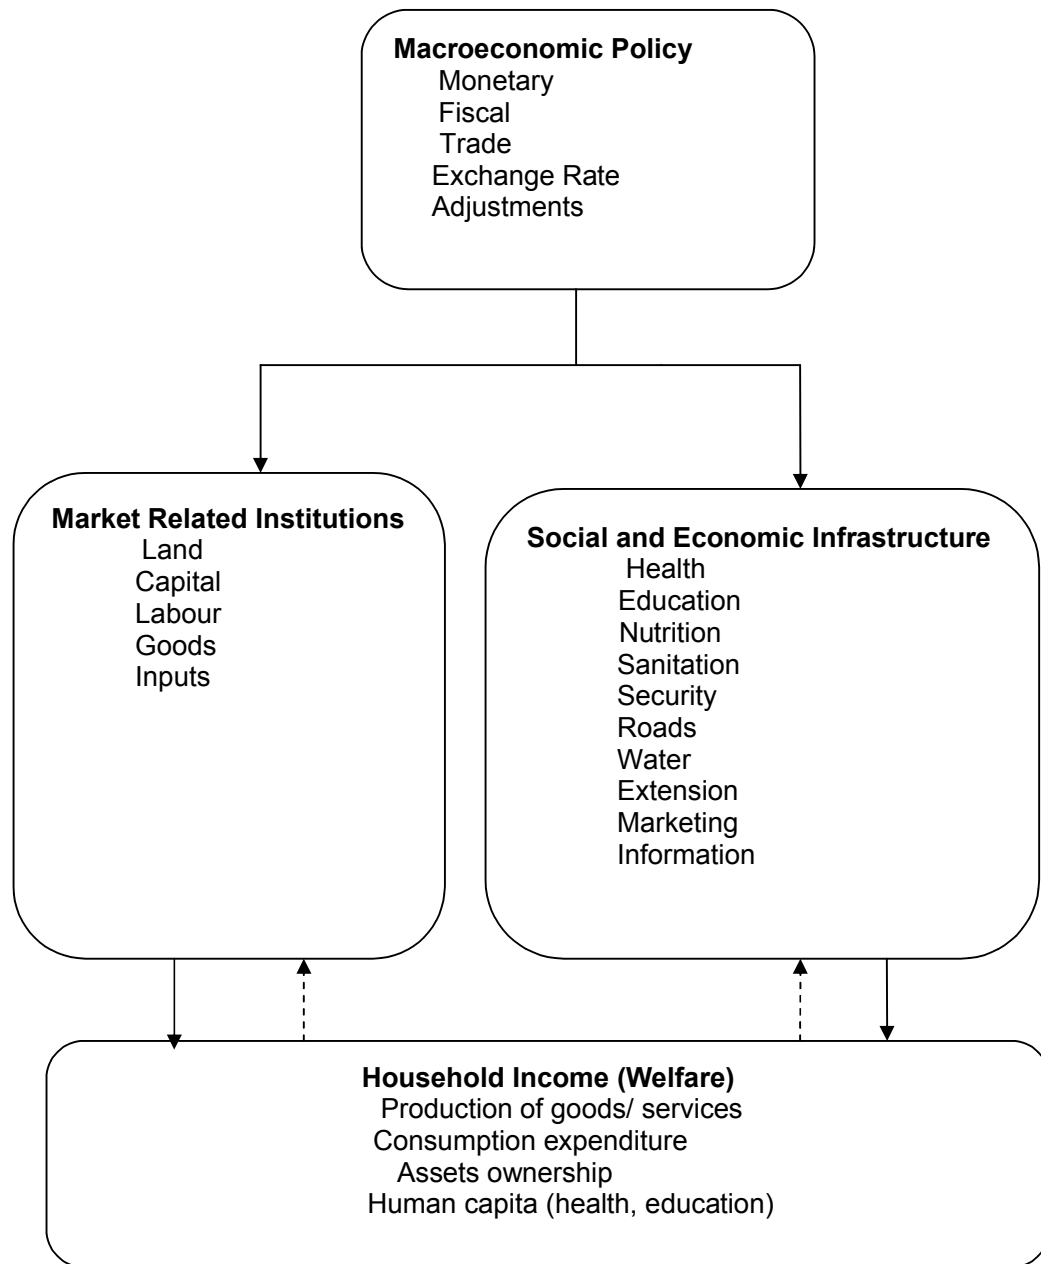 Macroeconomic Policy
Monetary
Fiscal
Trade
Exchange Rate
Adjustments
Market Related Institutions
Land
Capital
Labour
Goods
Inputs
Social and Economic Infrastructure
Health
Education
Nutrition
Sanitation
Security
Roads
Water
Extension
Marketing
Information
Household Income (Welfare)
Production of goods/ services
Consumption expenditure
Assets ownership
Human capita (health, education)